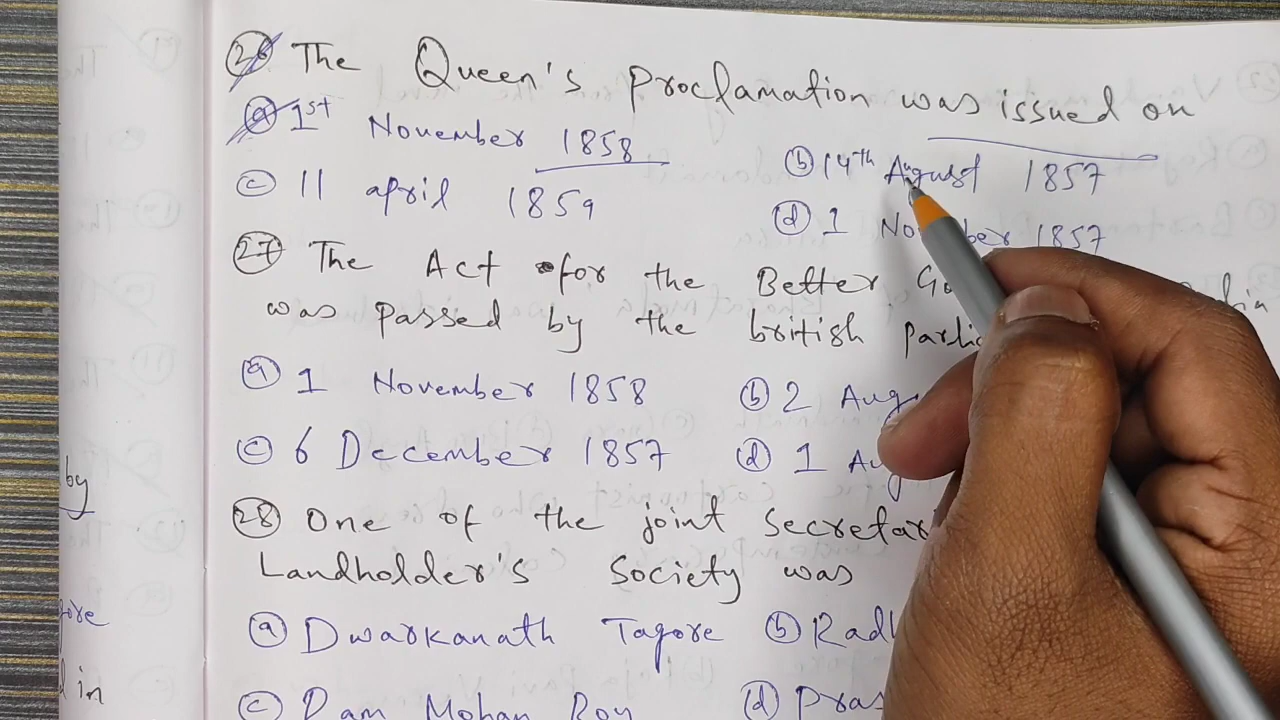 26 The Queen's proclamation was issued on
a 1st November 1858
b 14th August 1857
c 11 april 1859
d 1 1857
27 The Act for the Better
was passed by the british
a 1 November 1858 b 2
c 6 December 1857 d 1
28 One of the joint
Landholder's Society was
a Dwarkanath Tagore b
c Ram Mohan Roy d
by
in